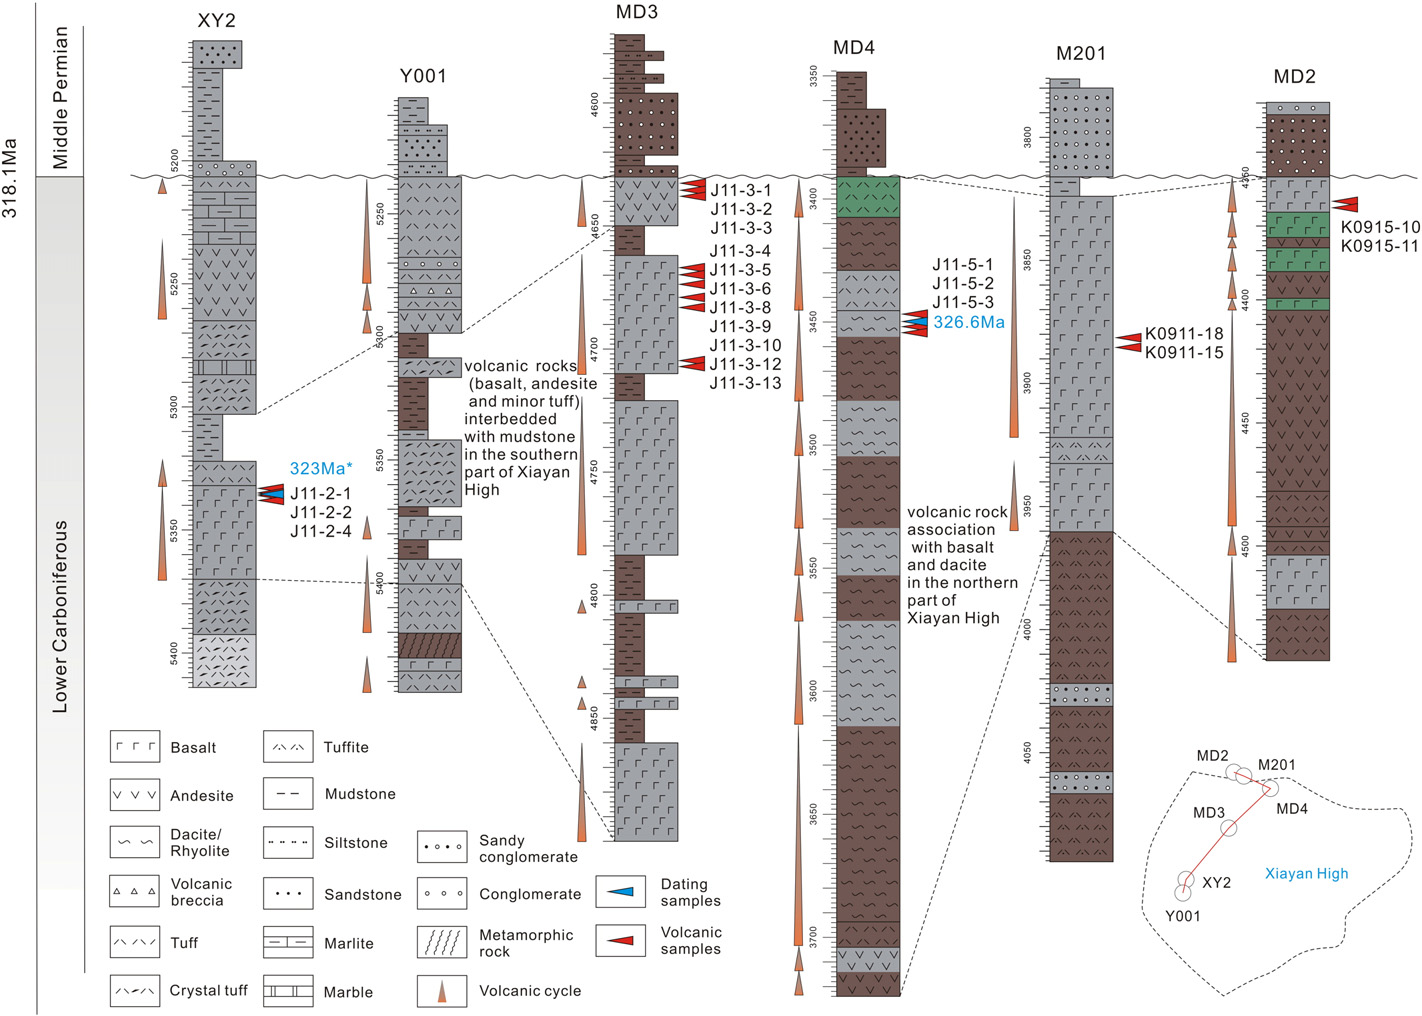 318.1Ma
Middle Permian
Lower Carboniferous
XY2
5200
5250
5300
5350
5400
323Ma*
J11-2-1
J11-2-2
J11-2-4
Y001
5250
5300
5350
5400
volcanic rocks
(basalt, andesite
and minor tuff)
interbedded
with mudstone
in the southern
part of Xiayan
High
MD3
4600
4650
4700
4750
4800
4850
J11-3-1
J11-3-2
J11-3-3
J11-3-4
J11-3-5
J11-3-6
J11-3-8
J11-3-9
J11-3-10
J11-3-12
J11-3-13
MD4
3350
3400
3450
3500
3550
3600
3650
3700
J11-5-1
J11-5-2
J11-5-3
326.6Ma
volcanic rock
association
with basalt
and dacite
in the northern
part of
Xiayan High
M201
3800
3850
3900
3950
4000
4050
K0911-18
K0911-15
MD2
4350
4400
4450
4500
K0915-10
K0915-11
Basalt
Andesite
Dacite/
Rhyolite
Volcanic
breccia
Tuff
Crystal tuff
Tuffite
Mudstone
Siltstone
Sandstone
Marlite
Marble
Sandy
conglomerate
Conglomerate
Metamorphic
rock
Volcanic cycle
Dating
samples
Volcanic
samples
MD2
M201
MD4
MD3
XY2
Y001
Xiayan High